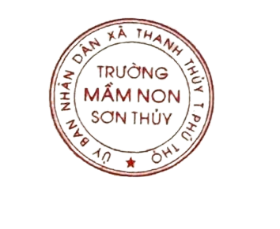 ỦY BAN NHÂN DÂN XÃ THANH THỦY T PHÚ THỌ
TRƯỜNG
MẦM NON
SƠN THỦY